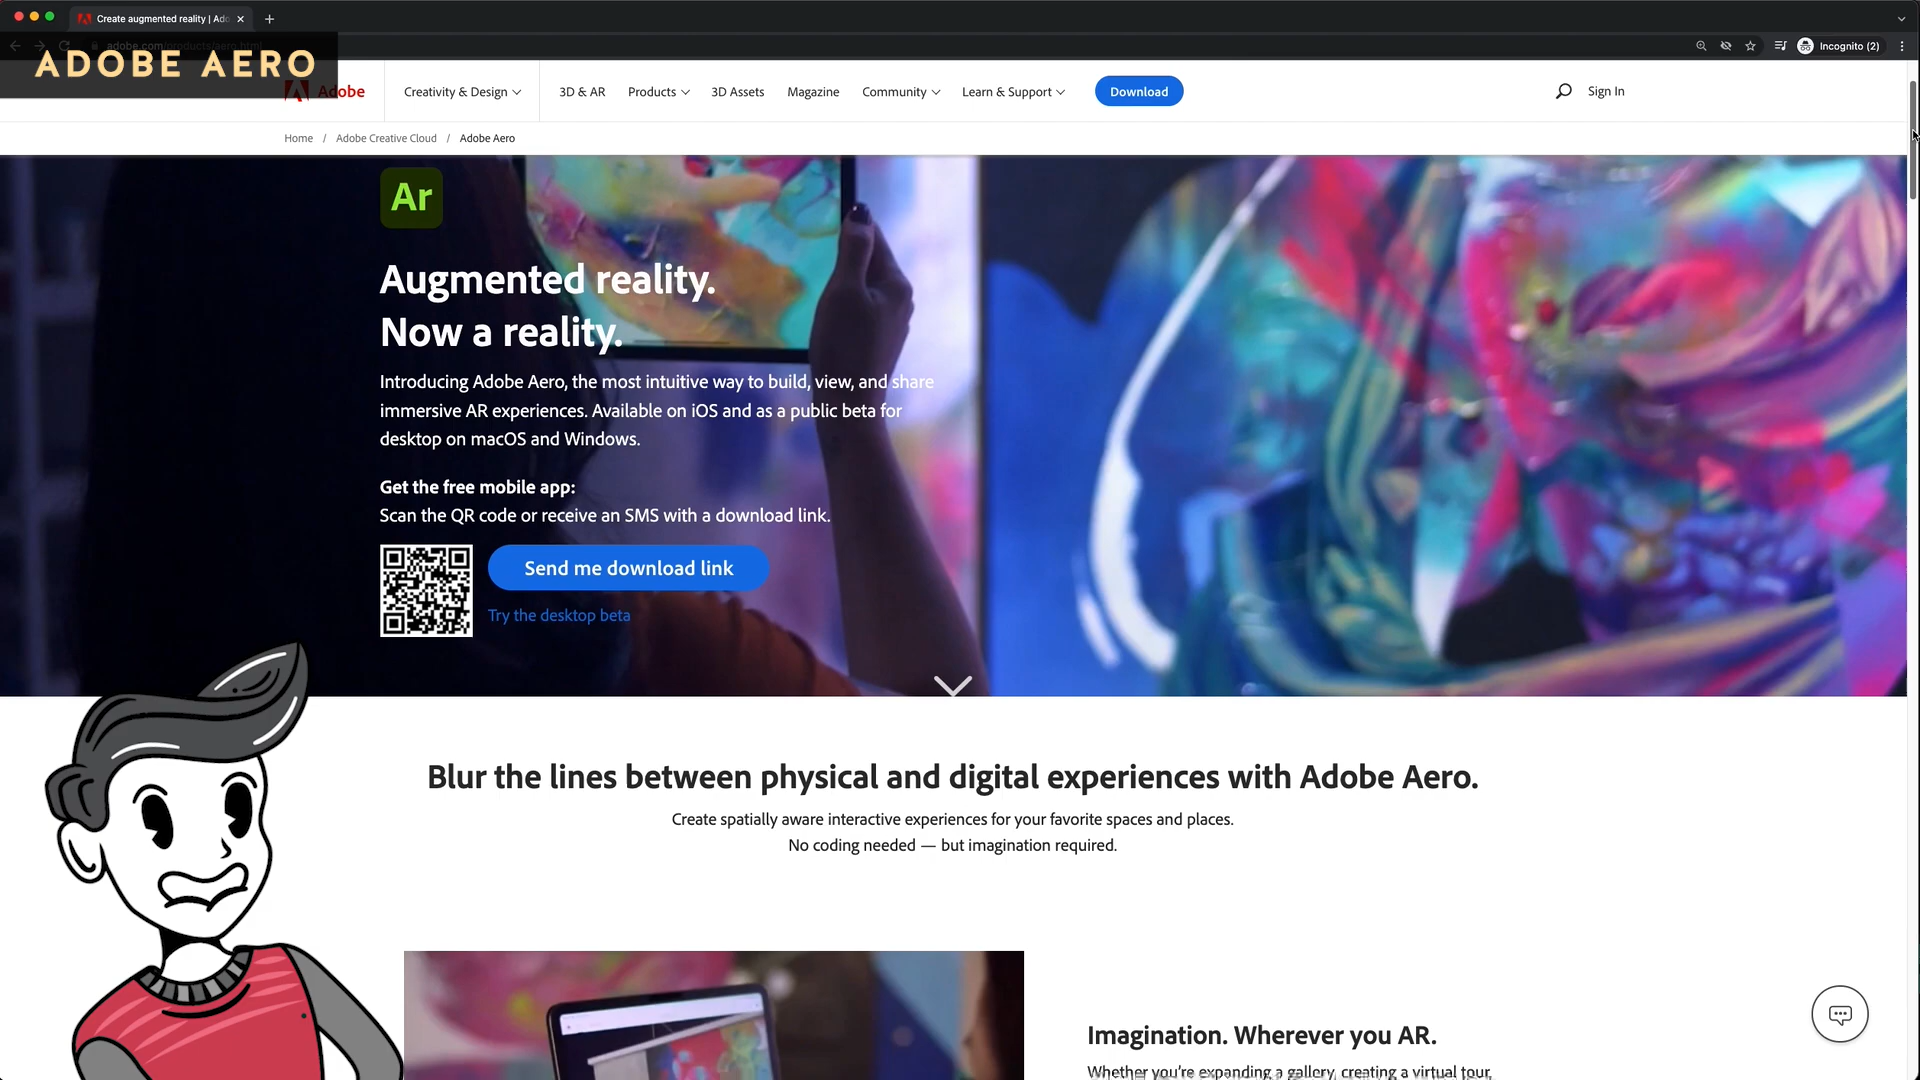 Create augmented reality | Ado
ADOBE AERO
Incognito (2)
Adobe
Creativity & Design
3D & AR
Products
3D Assets
Magazine
Community
Learn & Support
Download
Sign In
Home / Adobe Creative Cloud / Adobe Aero
Ar
Augmented reality.
Now a reality.
Introducing Adobe Aero, the most intuitive way to build, view, and share
immersive AR experiences. Available on iOS and as a public beta for
desktop on macOS and Windows.
Get the free mobile app:
Scan the QR code or receive an SMS with a download link.
Send me download link
Try the desktop beta
Blur the lines between physical and digital experiences with Adobe Aero.
Create spatially aware interactive experiences for your favorite spaces and places.
No coding needed — but imagination required.
Imagination. Wherever you AR.
Whether you're expanding a gallery, creating a virtual tour,